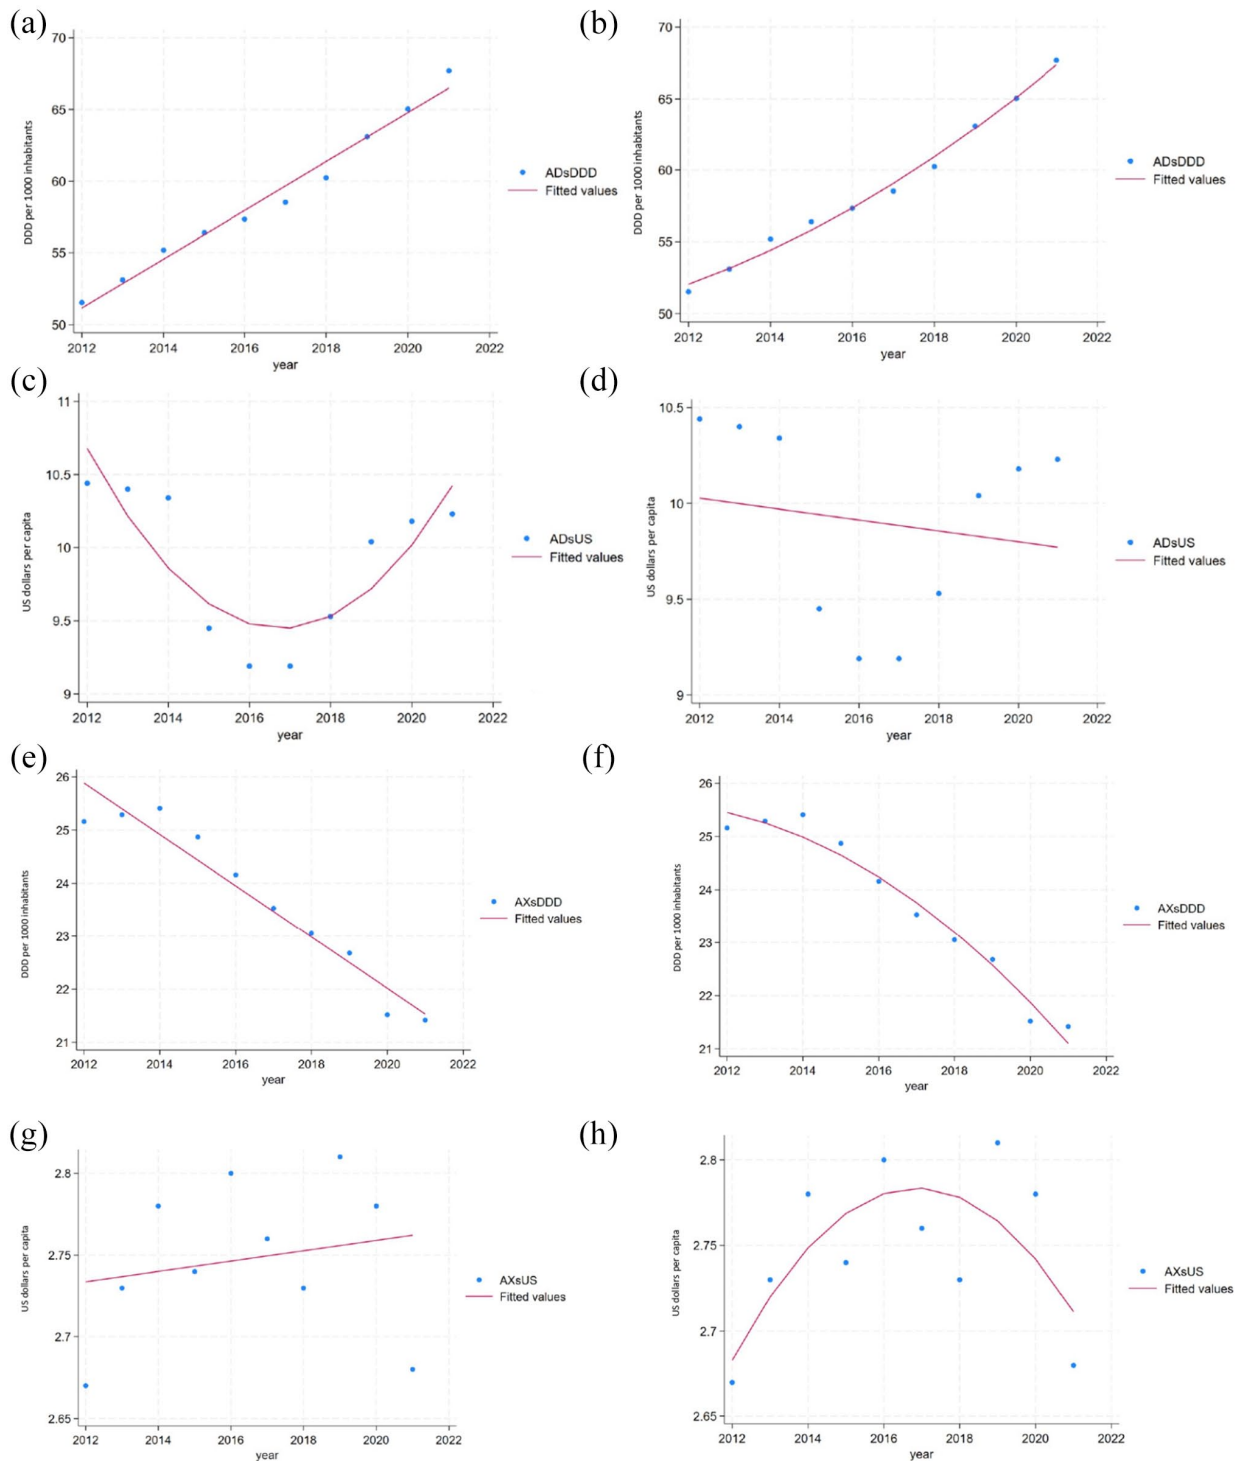 (a)
70
65
60
55
50
DDD per 1000 inhabitants
2012 2014 2016 2018 2020 2022
year
ADsDDD
Fitted values
(b)
70
65
60
55
50
DDD per 1000 inhabitants
2012 2014 2016 2018 2020 2022
year
ADsDDD
Fitted values
(c)
11
10.5
10
9.5
9
US dollars per capita
2012 2014 2016 2018 2020 2022
year
ADsUS
Fitted values
(d)
10.5
10
9.5
9
US dollars per capita
2012 2014 2016 2018 2020 2022
year
ADsUS
Fitted values
(e)
26
25
24
23
22
21
DDD per 1000 inhabitants
2012 2014 2016 2018 2020 2022
year
AXsDDD
Fitted values
(f)
26
25
24
23
22
21
DDD per 1000 inhabitants
2012 2014 2016 2018 2020 2022
year
AXsDDD
Fitted values
(g)
2.8
2.75
2.7
2.65
US dollars per capita
2012 2014 2016 2018 2020 2022
year
AXsUS
Fitted values
(h)
2.8
2.75
2.7
2.65
US dollars per capita
2012 2014 2016 2018 2020 2022
year
AXsUS
Fitted values